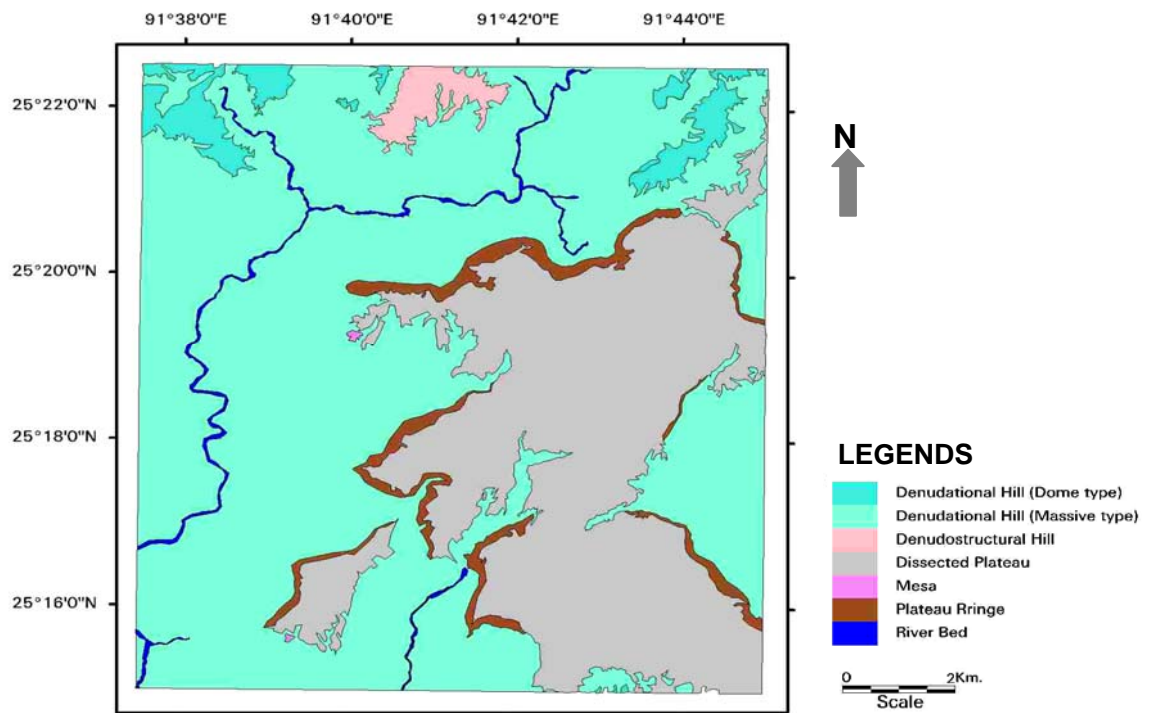 91°38'0"E 91°40'0"E 91°42'0"E 91°44'0"E
25°22'0"N
25°20'0"N
25°18'0"N
25°16'0"N
N
LEGENDS
Denudational Hill (Dome type)
Denudational Hill (Massive type)
Denudostructural Hill
Dissected Plateau
Mesa
Plateau Rringe
River Bed
0 2Km.
Scale